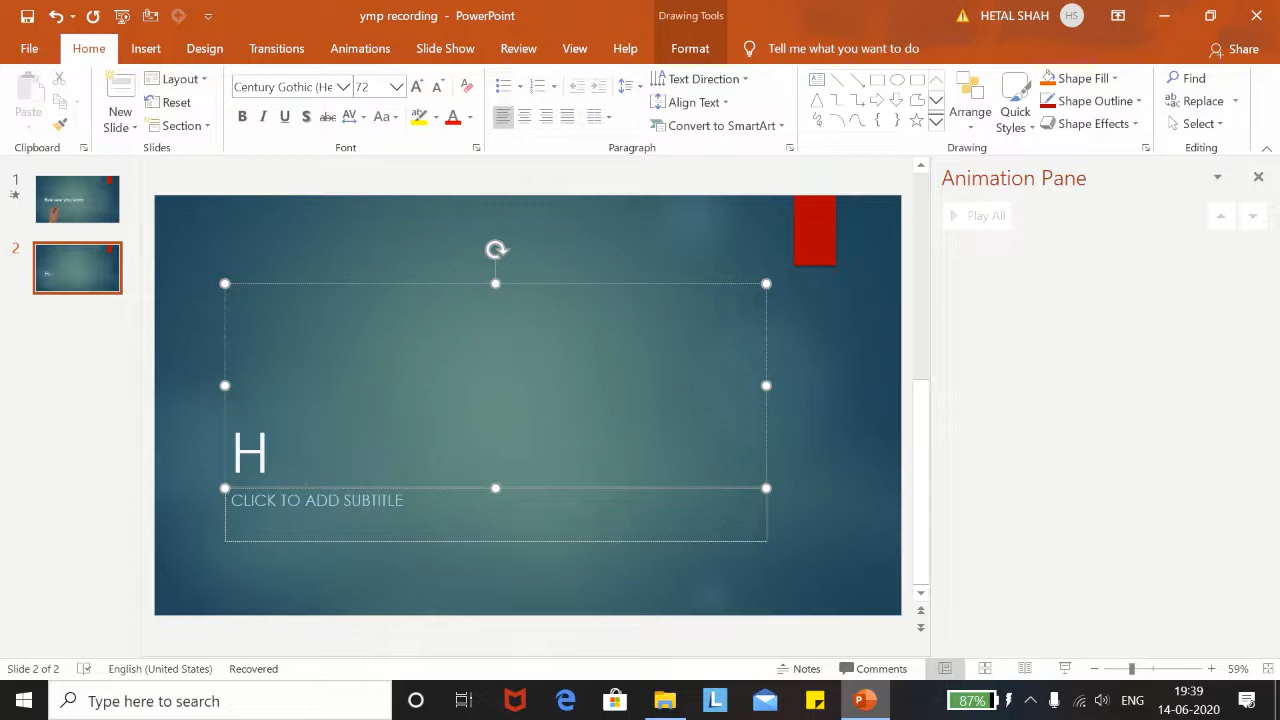 ymp recording - PowerPoint
Drawing Tools
HETAL SHAH
HS
File
Home
Insert
Design
Transitions
Animations
Slide Show
Review
View
Help
Format
Tell me what you want to do
Share
Paste
Clipboard
New
Slide
Layout
Reset
Section
Slides
Century Gothic (He
72
B I U S abc AV Aa A
Font
Text Direction
Align Text
Convert to SmartArt
Paragraph
Arrange
Quick
Styles
Shape Fill
Shape Outline
Shape Effects
Drawing
Find
Replace
Select
Editing
1
2
H
CLICK TO ADD SUBTITLE
Animation Pane
Play All
Slide 2 of 2
English (United States)
Recovered
Notes
Comments
59%
Type here to search
87%
ENG
19:39
14-06-2020